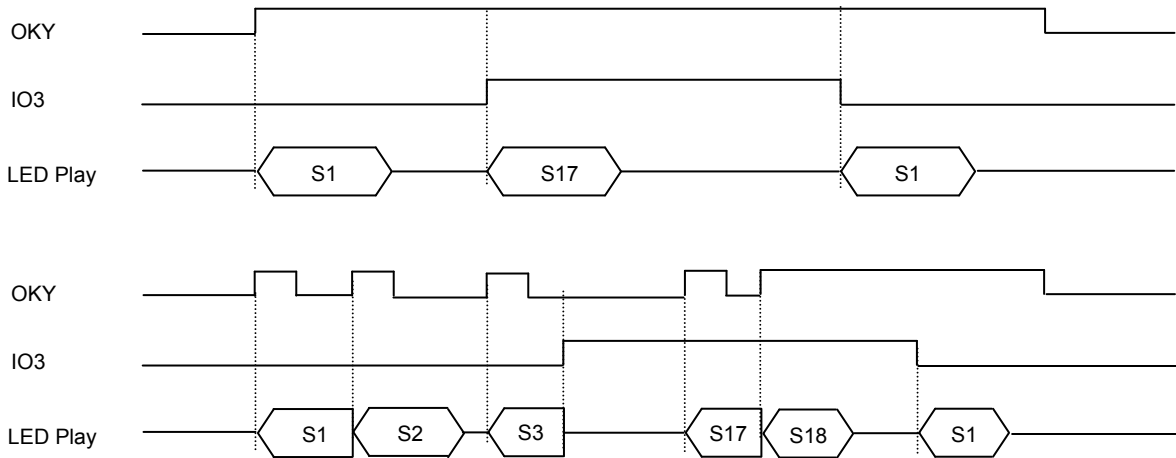 OKY
IO3
LED Play S1 S17 S1
OKY
IO3
LED Play S1 S2 S3 S17 S18 S1